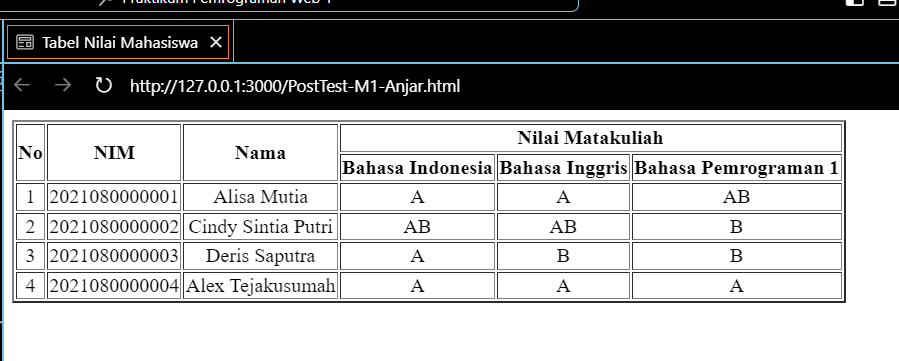 Praktikum Pemrograman Web 1
Tabel Nilai Mahasiswa
http://127.0.0.1:3000/PostTest-M1-Anjar.html
No NIM Nama Nilai Matakuliah
Bahasa Indonesia Bahasa Inggris Bahasa Pemrograman 1
1 2021080000001 Alisa Mutia A A AB
2 2021080000002 Cindy Sintia Putri AB AB B
3 2021080000003 Deris Saputra A B B
4 2021080000004 Alex Tejakusumah A A A